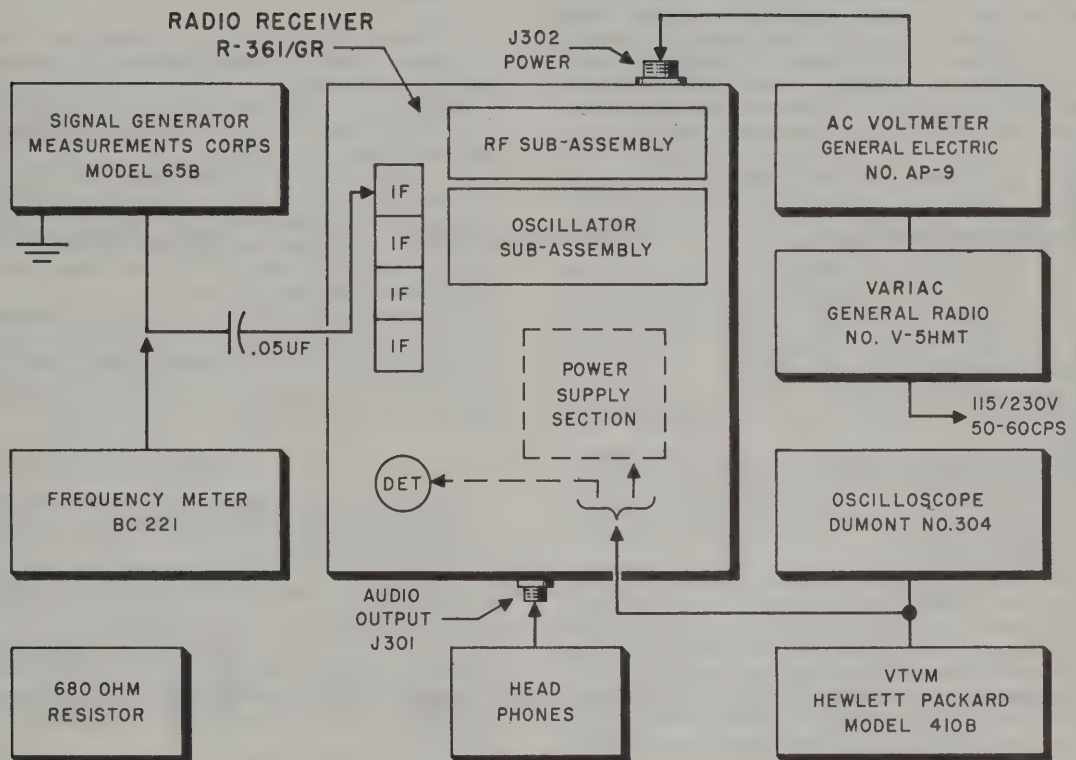 RADIO RECEIVER
R-361/GR
J302
POWER
SIGNAL GENERATOR
MEASUREMENTS CORPS
MODEL 65B
RF SUB-ASSEMBLY
AC VOLTMETER
GENERAL ELECTRIC
NO. AP-9
IF
IF
IF
IF
OSCILLATOR
SUB-ASSEMBLY
.05UF
VARIAC
GENERAL RADIO
NO. V-5HMT
POWER
SUPPLY
SECTION
115/230V
50-60CPS
FREQUENCY METER
BC 221
DET
OSCILLOSCOPE
DUMONT NO.304
AUDIO
OUTPUT
J301
680 OHM
RESISTOR
HEAD
PHONES
VTVM
HEWLETT PACKARD
MODEL 410B